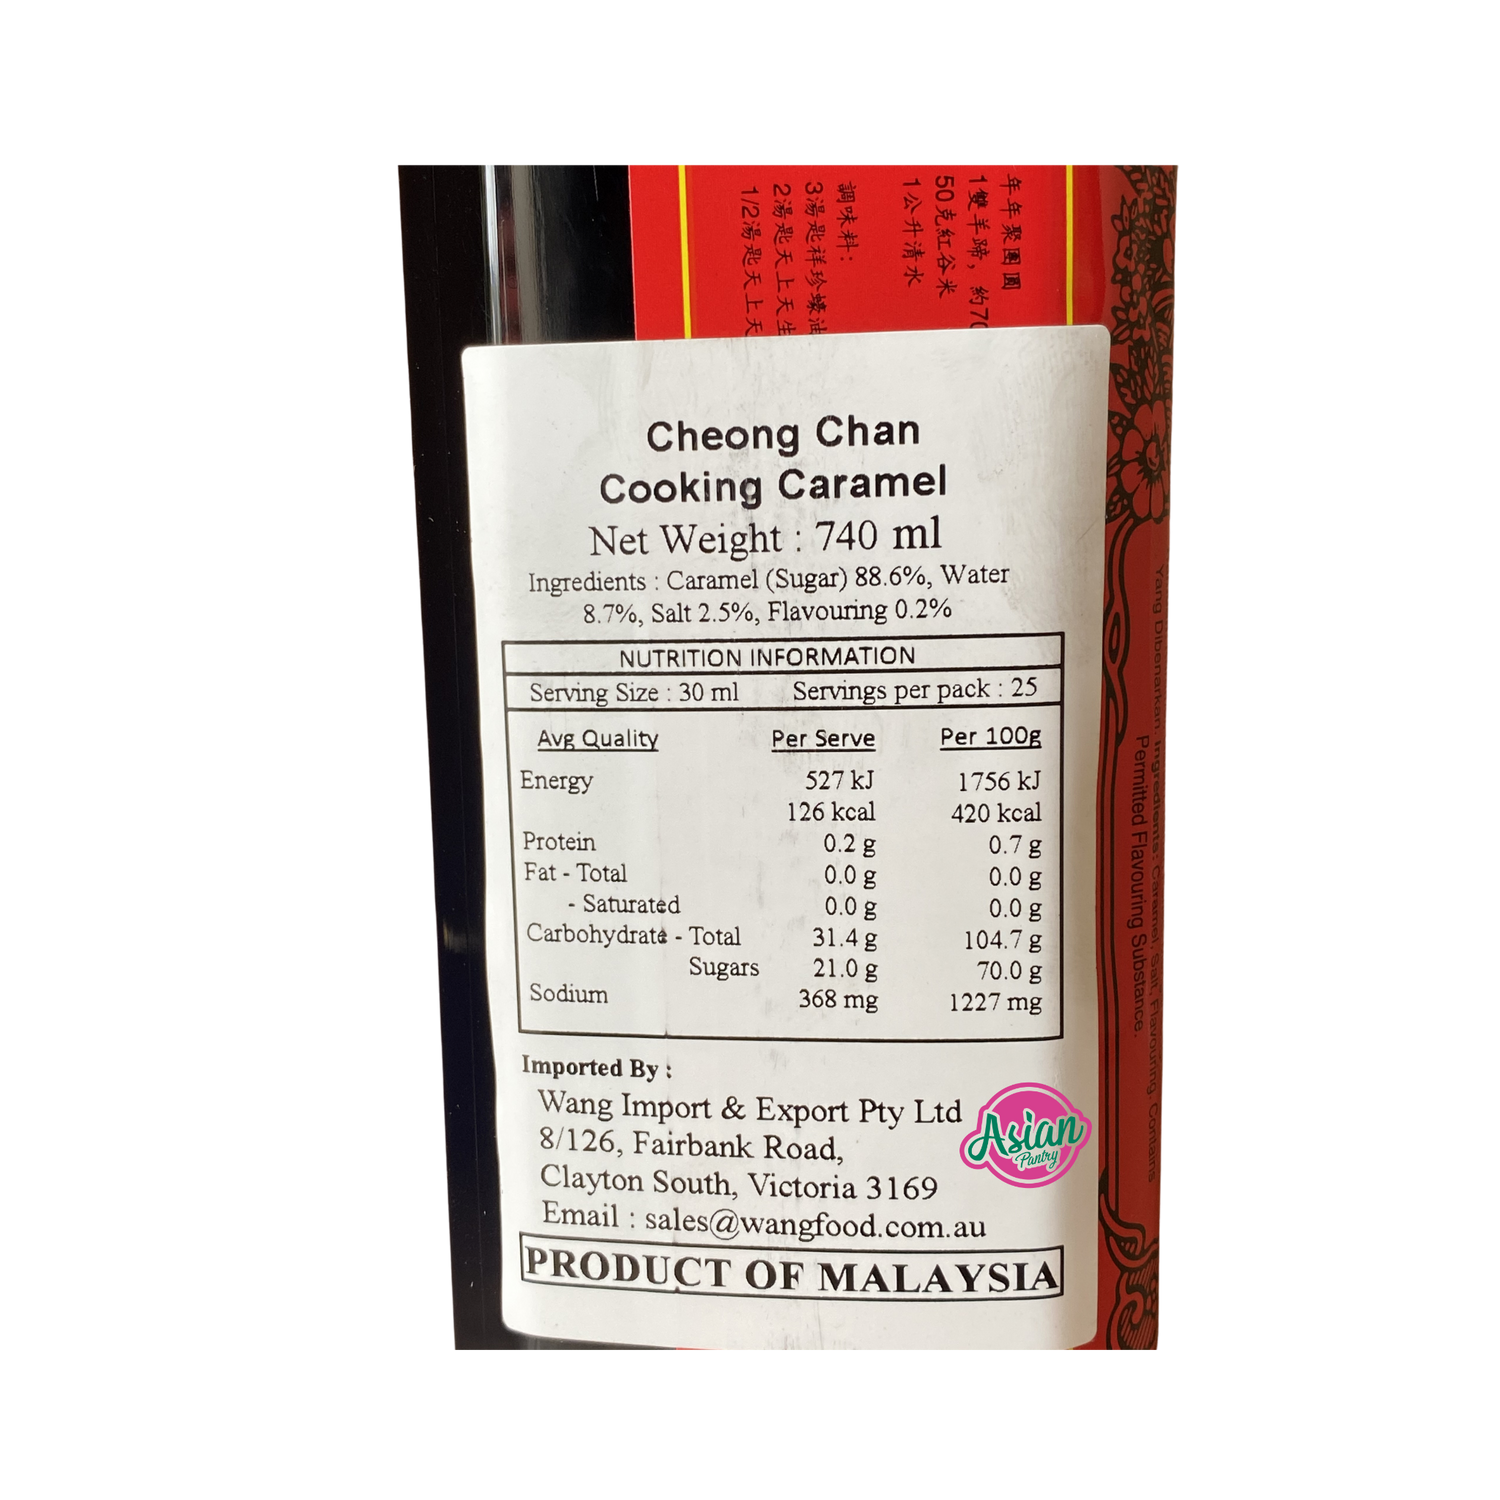 年年聚團圓
1雙羊蹄，約70
50克紅谷米
1公升清水
調味料：
3湯匙祥珍蠔油
2湯匙天上天生
1/2湯匙天上天
Cheong Chan
Cooking Caramel
Net Weight : 740 ml
Ingredients : Caramel (Sugar) 88.6%, Water
8.7%, Salt 2.5%, Flavouring 0.2%
NUTRITION INFORMATION
Serving Size : 30 ml Servings per pack : 25
Avg Quality Per Serve Per 100g
Energy 527 kJ 1756 kJ
126 kcal 420 kcal
Protein 0.2 g 0.7 g
Fat - Total 0.0 g 0.0 g
- Saturated 0.0 g 0.0 g
Carbohydrate - Total 31.4 g 104.7 g
Sugars 21.0 g 70.0 g
Sodium 368 mg 1227 mg
Imported By :
Wang Import & Export Pty Ltd
8/126, Fairbank Road,
Clayton South, Victoria 3169
Email : sales@wangfood.com.au
PRODUCT OF MALAYSIA
Asian
Pantry
Yang Dibenarkan. Ingredients: Caramel, Salt, Flavouring. Contains
Permitted Flavouring Substance.